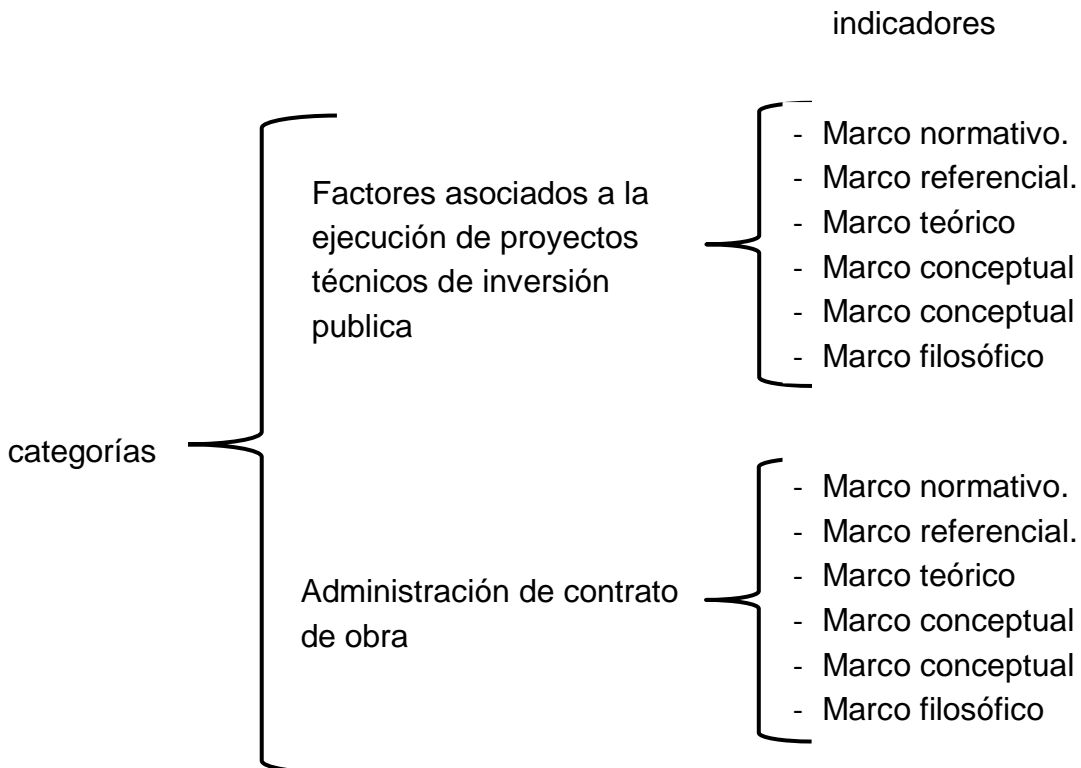 indicadores
Factores asociados a la
ejecución de proyectos
técnicos de inversión
publica
- Marco normativo.
- Marco referencial.
- Marco teórico
- Marco conceptual
- Marco conceptual
- Marco filosófico
categorías
Administración de contrato
de obra
- Marco normativo.
- Marco referencial.
- Marco teórico
- Marco conceptual
- Marco conceptual
- Marco filosófico